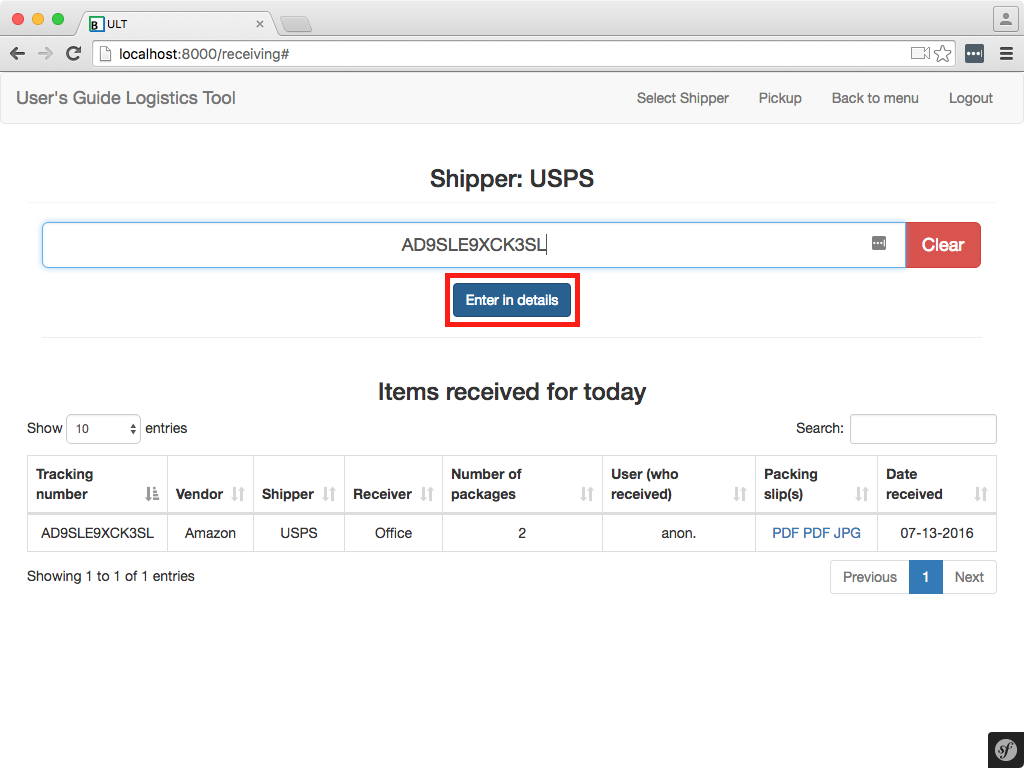 B ULT
localhost:8000/receiving#
User's Guide Logistics Tool Select Shipper Pickup Back to menu Logout
Shipper: USPS
AD9SLE9XCK3SL Clear
Enter in details
Items received for today
Show 10 entries Search:
Tracking number Vendor Shipper Receiver Number of packages User (who received) Packing slip(s) Date received
AD9SLE9XCK3SL Amazon USPS Office 2 anon. PDF PDF JPG 07-13-2016
Showing 1 to 1 of 1 entries Previous 1 Next
sf